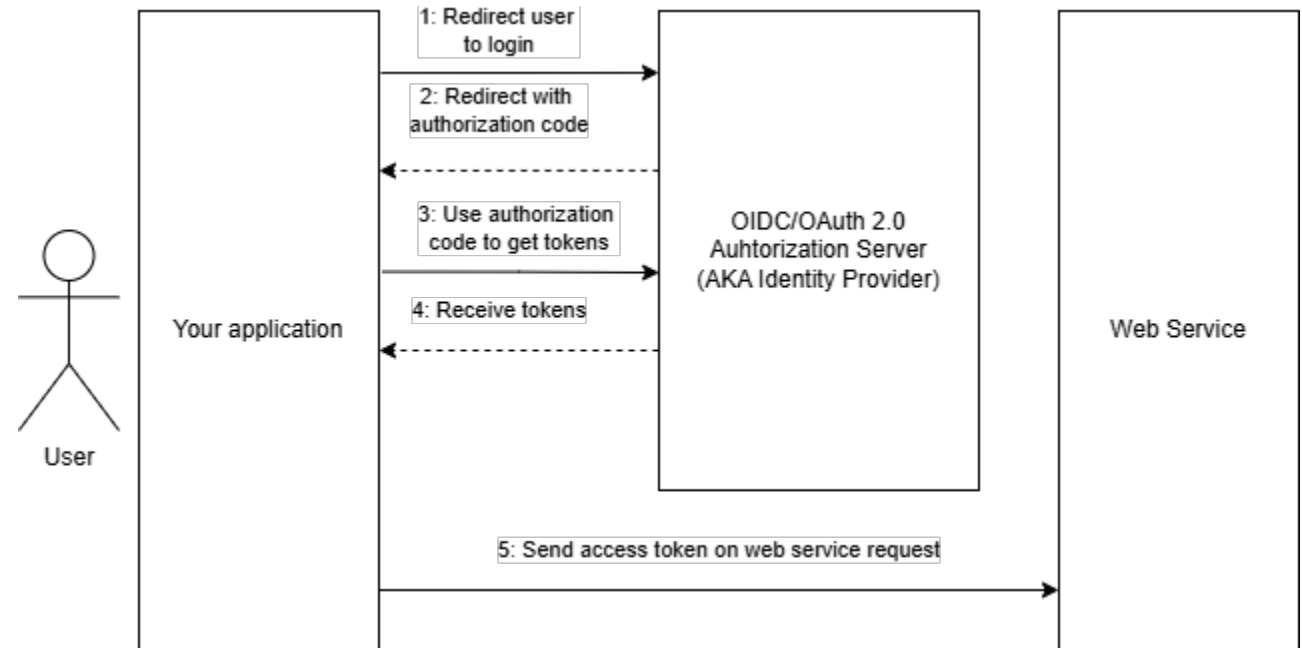 1: Redirect user
to login
2: Redirect with
authorization code
3: Use authorization
code to get tokens
4: Receive tokens
OIDC/OAuth 2.0
Auhtorization Server
(AKA Identity Provider)
Your application
Web Service
User
5: Send access token on web service request